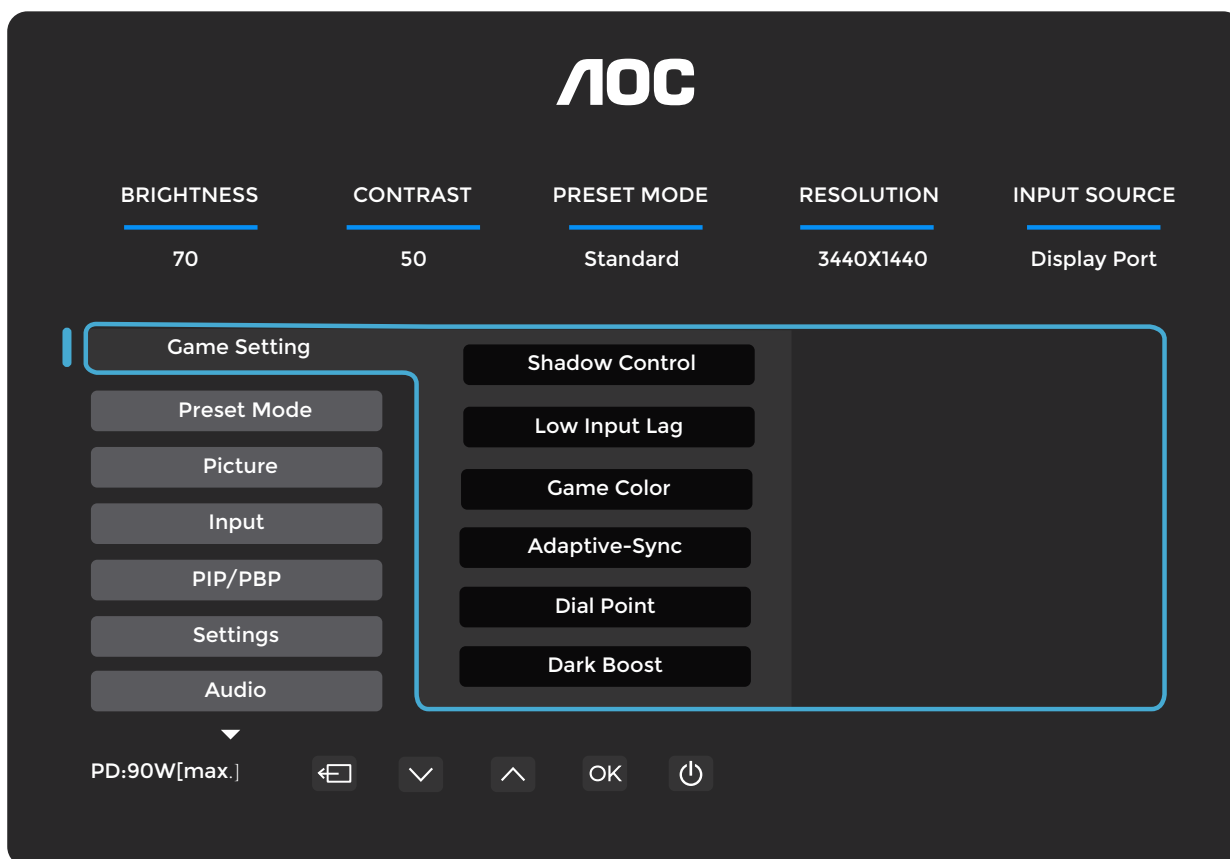 AOC
BRIGHTNESS CONTRAST PRESET MODE RESOLUTION INPUT SOURCE
70 50 Standard 3440X1440 Display Port
Game Setting
Preset Mode
Picture
Input
PIP/PBP
Settings
Audio
Shadow Control
Low Input Lag
Game Color
Adaptive-Sync
Dial Point
Dark Boost
PD:90W[max.] OK